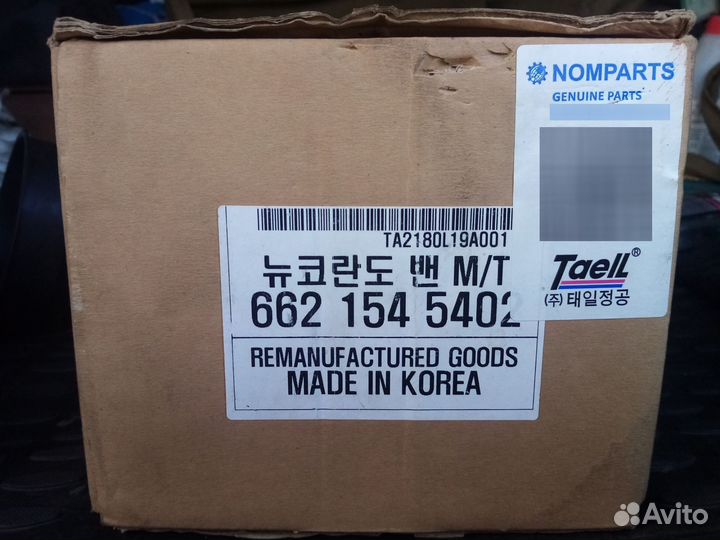 NOMPARTS
GENUINE PARTS
TaeIL®
(주) 태일정공
TA2180L19A001
뉴코란도 밴 M/T
662 154 5402
REMANUFACTURED GOODS
MADE IN KOREA
Avito